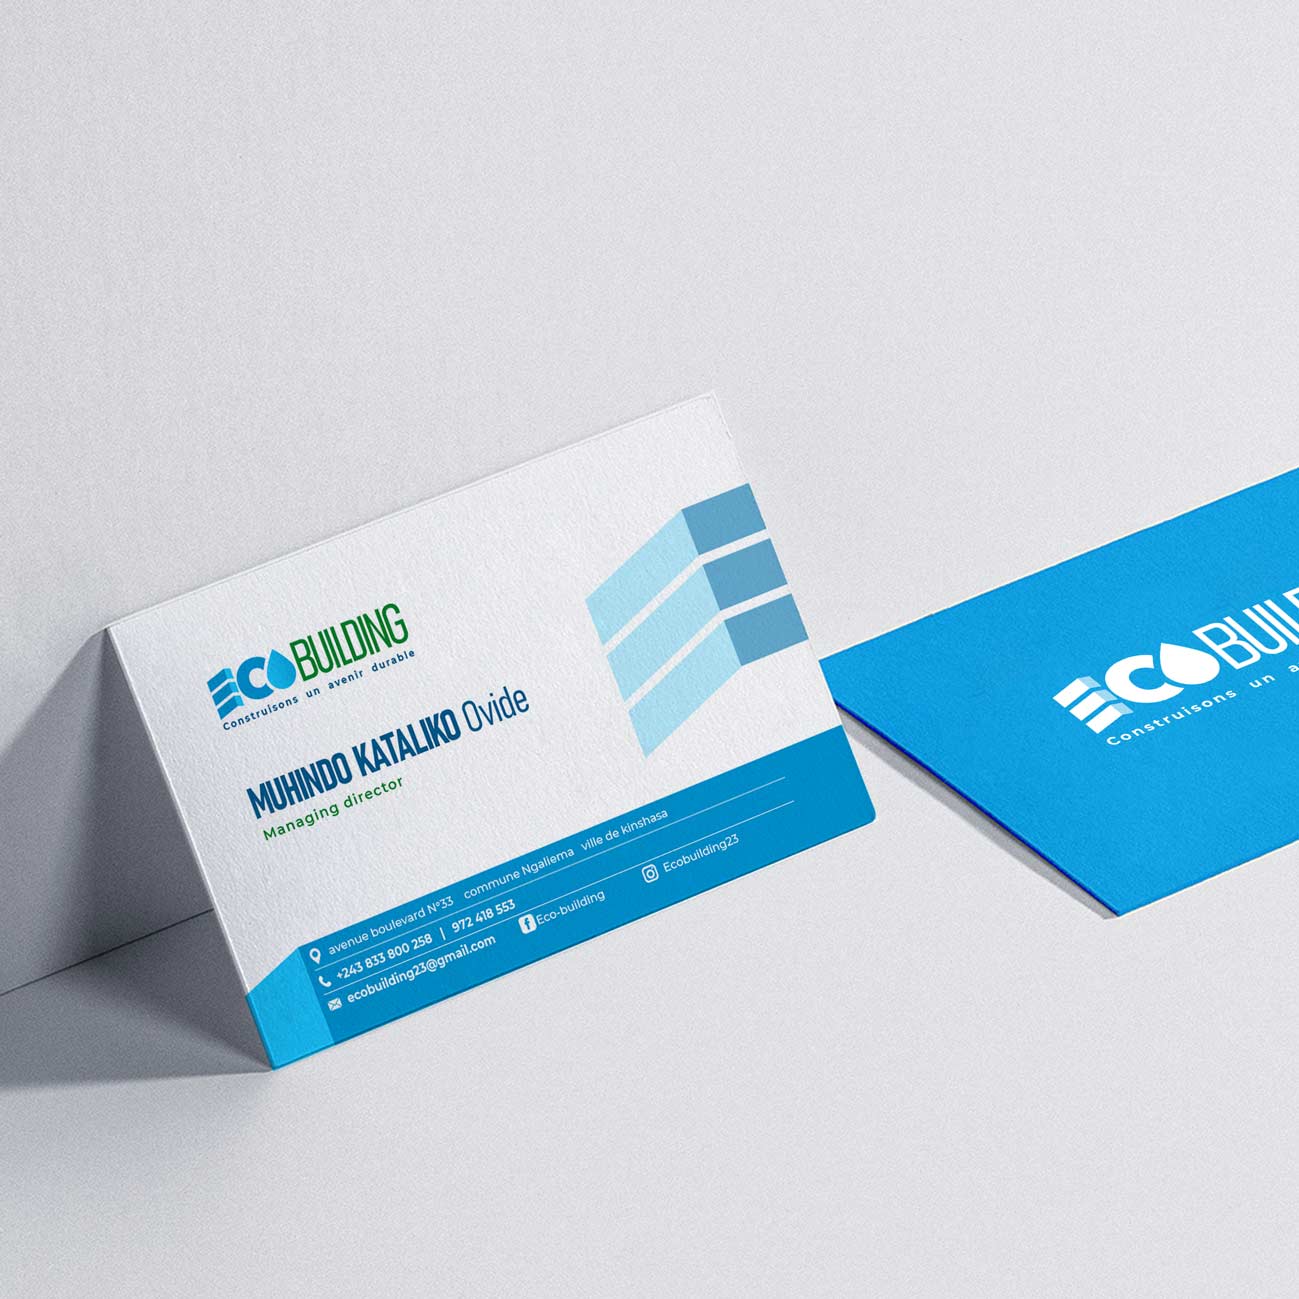 ECOBUILDING
Construisons un avenir durable
MUHINDO KATALIKO Ovide
Managing director
avenue boulevard N°33 commune Ngaliema ville de kinshasa
+243 833 800 258 | 972 418 553
ecobuilding23@gmail.com
Eco-building
Ecobuilding23
ECOBUILD
Construisons un